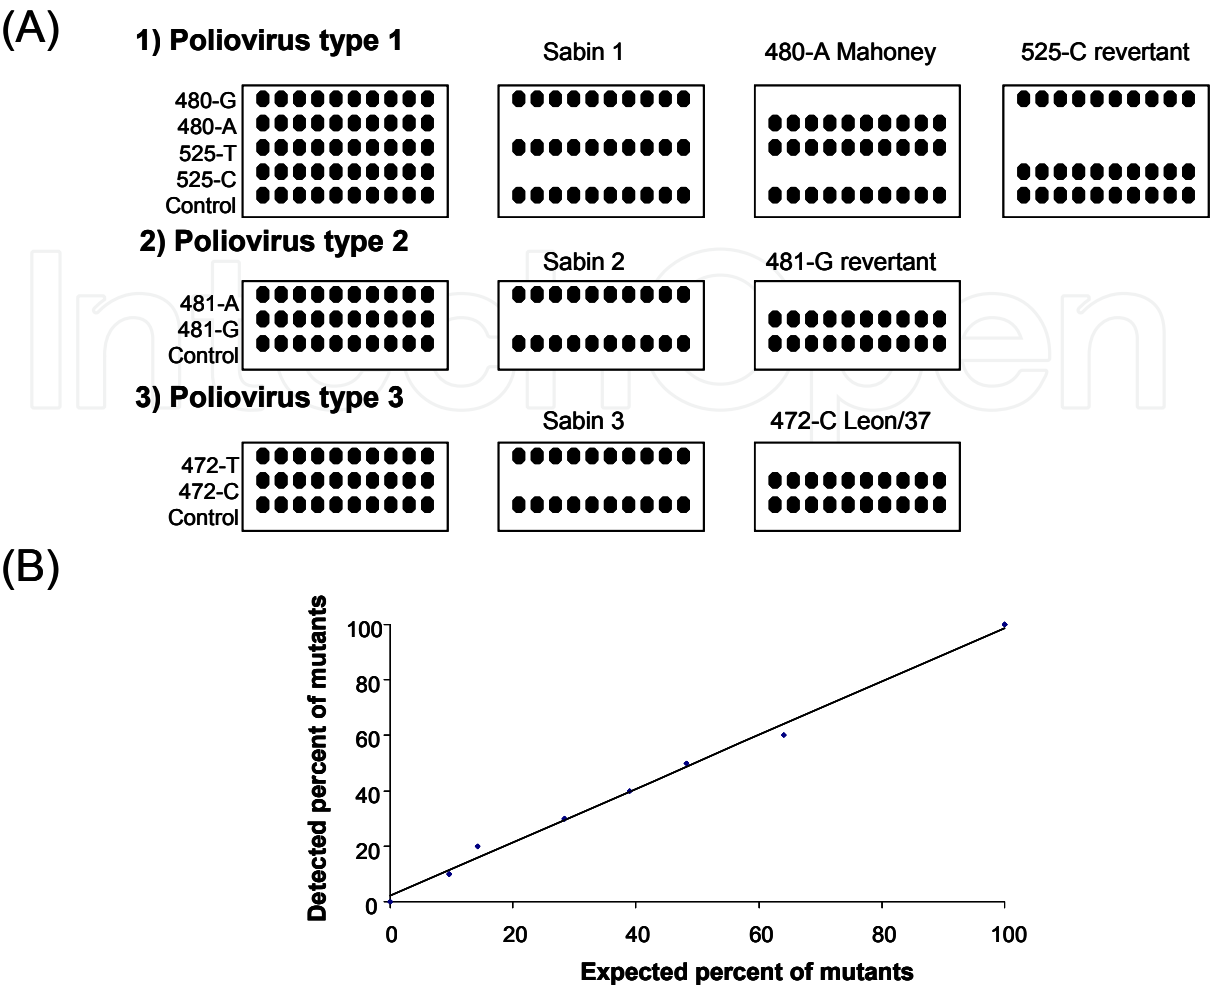 (A)
1) Poliovirus type 1
Sabin 1
480-A Mahoney
525-C revertant
480-G
480-A
525-T
525-C
Control
2) Poliovirus type 2
Sabin 2
481-G revertant
481-A
481-G
Control
IntechOpen
3) Poliovirus type 3
Sabin 3
472-C Leon/37
472-T
472-C
Control
(B)
Detected percent of mutants
100
80
60
40
20
0
0 20 40 60 80 100
Expected percent of mutants